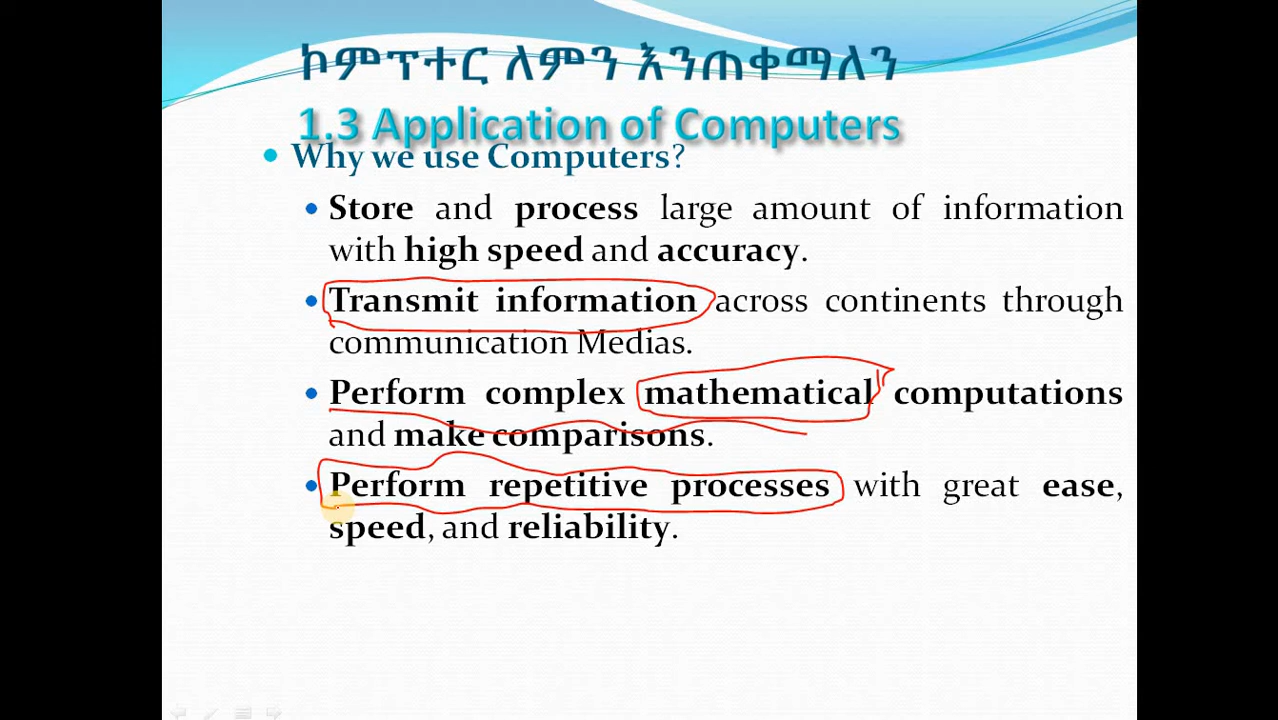 ኮምፕተር ለምን እንጠቀማለን
1.3 Application of Computers
Why we use Computers?
Store and process large amount of information
with high speed and accuracy.
Transmit information across continents through
communication Medias.
Perform complex mathematical computations
and make comparisons.
Perform repetitive processes with great ease,
speed, and reliability.